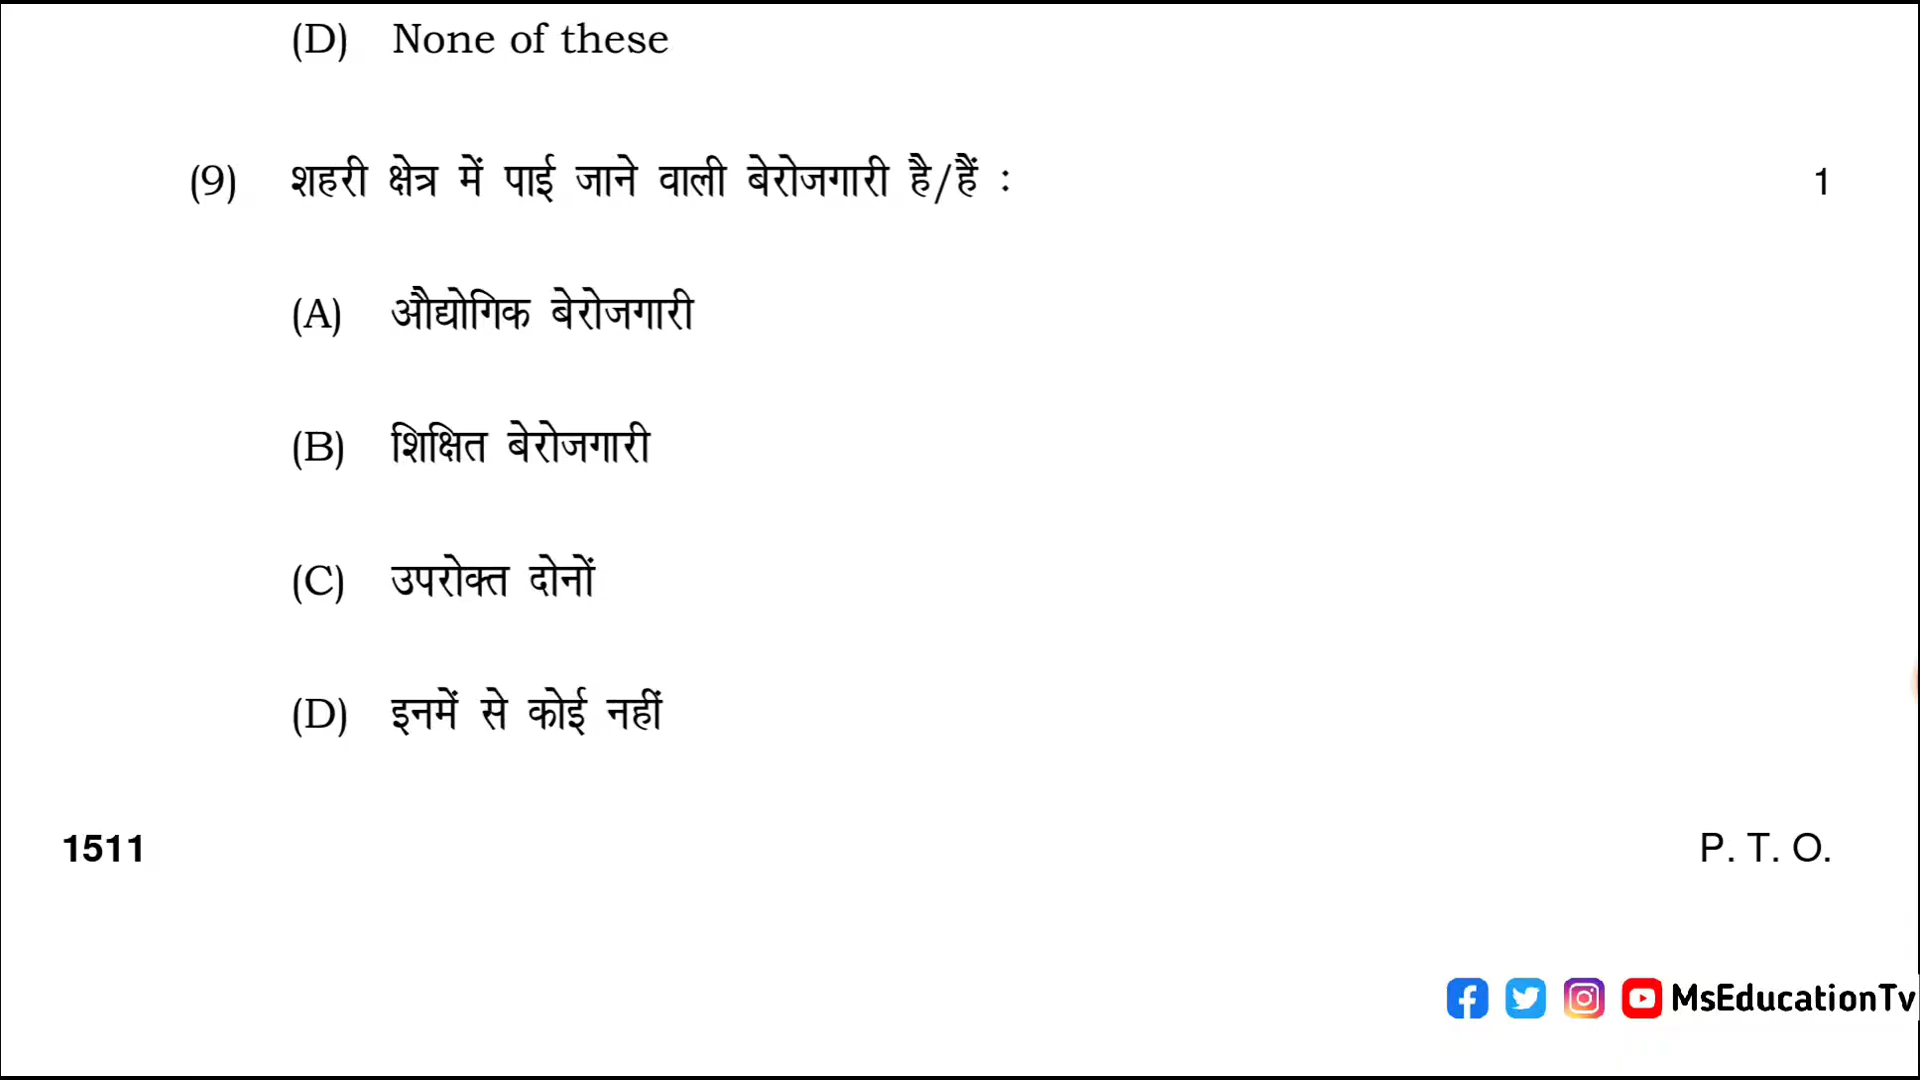 (D) None of these
(9) शहरी क्षेत्र में पाई जाने वाली बेरोजगारी है/हैं : 1
(A) औद्योगिक बेरोजगारी
(B) शिक्षित बेरोजगारी
(C) उपरोक्त दोनों
(D) इनमें से कोई नहीं
1511 P. T. O.
MsEducationTv